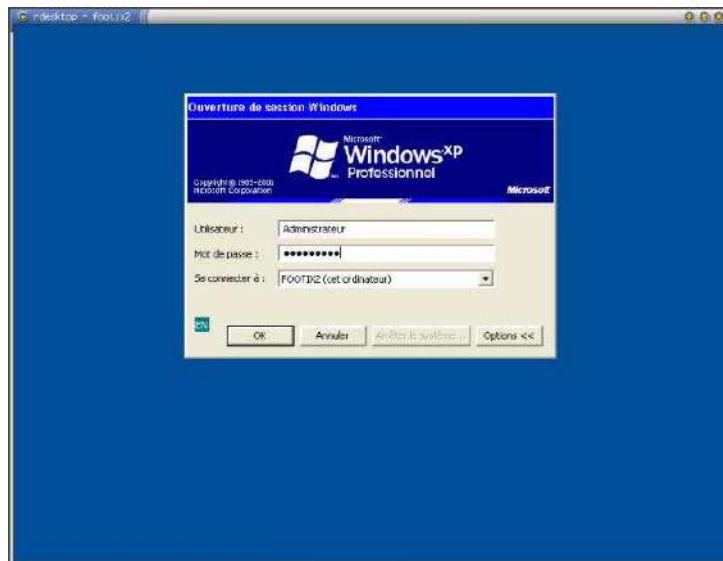 rdesktop - footix2
Ouverture de session Windows
Microsoft
Windows xp
Professionnel
Copyright © 1985-2001
Microsoft Corporation
Microsoft
Utilisateur : Administrateur
Mot de passe : •••••••••
Se connecter à : FOOTIX2 (cet ordinateur)
EN
OK Annuler Arrêter le système... Options <<